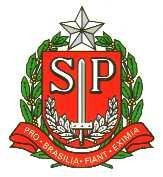 SP
PRO • BRASILIA • FIANT • EXIMIA